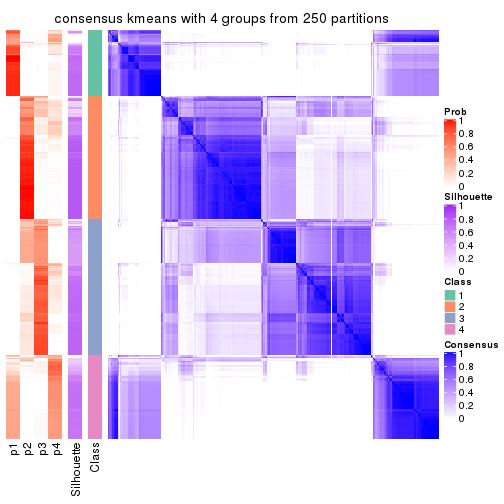 consensus kmeans with 4 groups from 250 partitions
Prob
1
0.8
0.6
0.4
0.2
0
Silhouette
1
0.8
0.6
0.4
0.2
0
Class
1
2
3
4
Consensus
1
0.8
0.6
0.4
0.2
0
p1
p2
p3
p4
Silhouette
Class